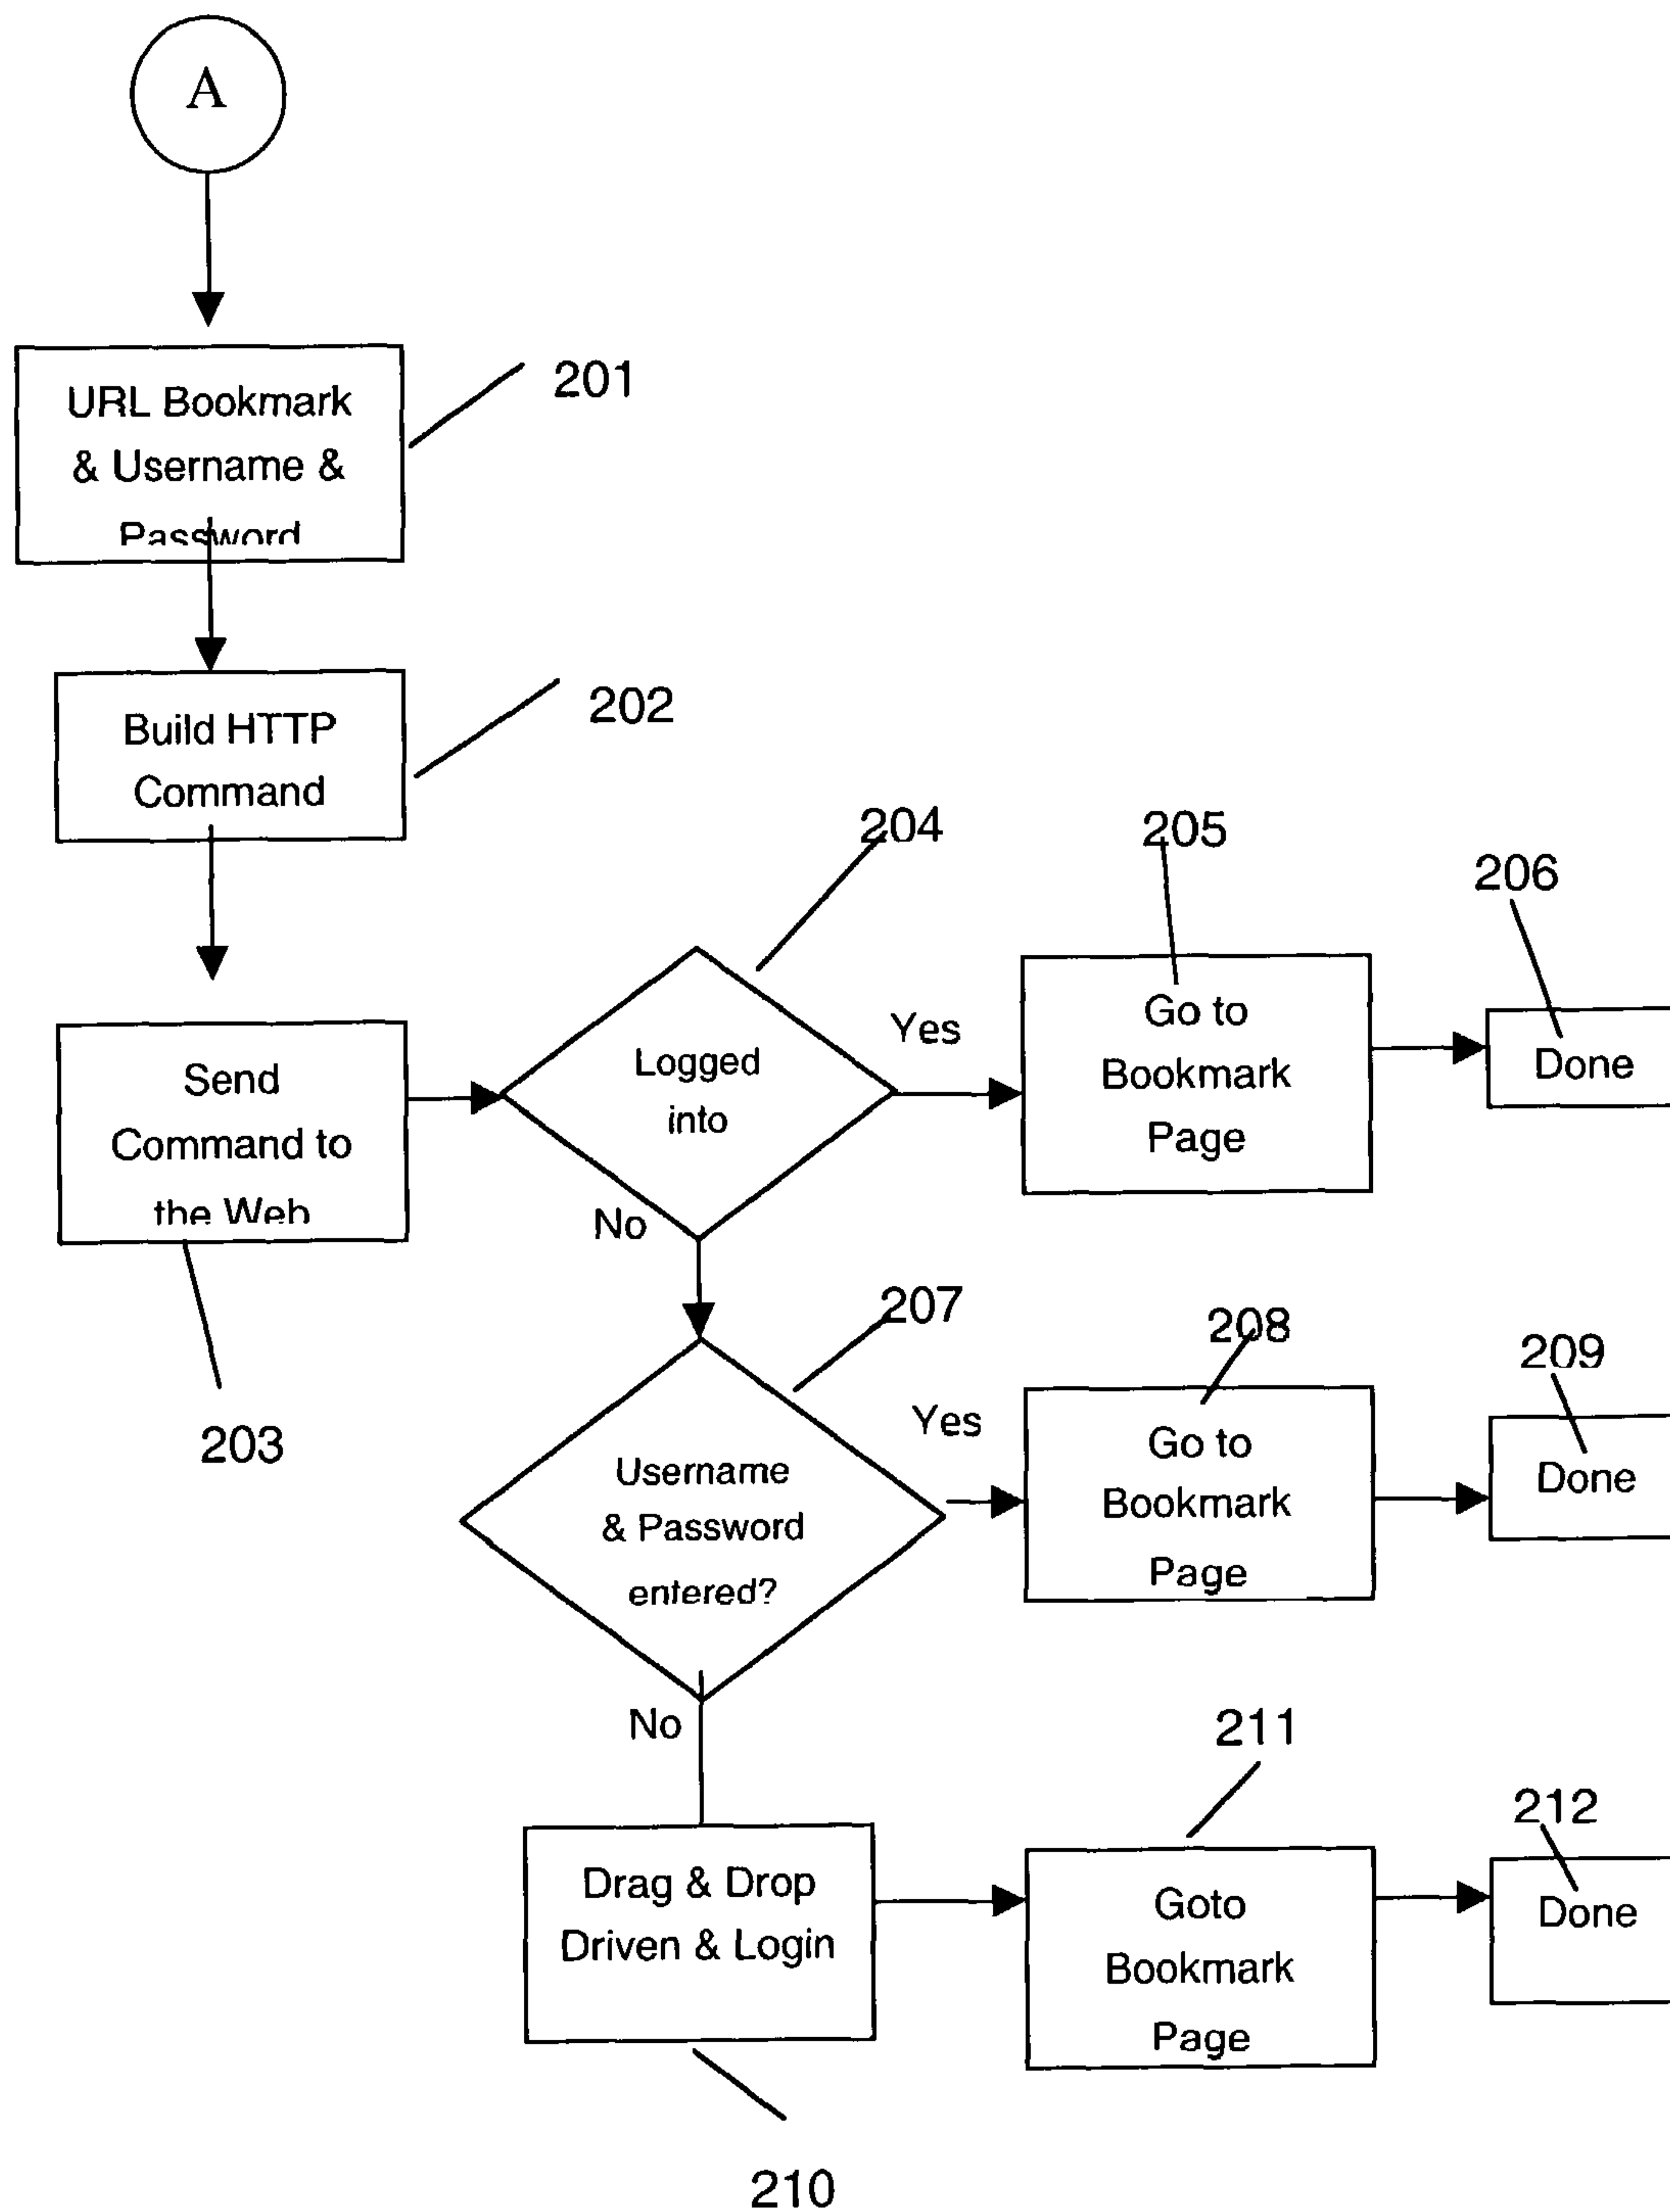 A
URL Bookmark
& Username &
Password
201
Build HTTP
Command
202
Send
Command to
the Web
203
Logged
into
204
Yes
No
Go to
Bookmark
Page
205
Done
206
Username
& Password
entered?
207
Yes
No
Go to
Bookmark
Page
208
Done
209
Drag & Drop
Driven & Login
210
Goto
Bookmark
Page
211
Done
212